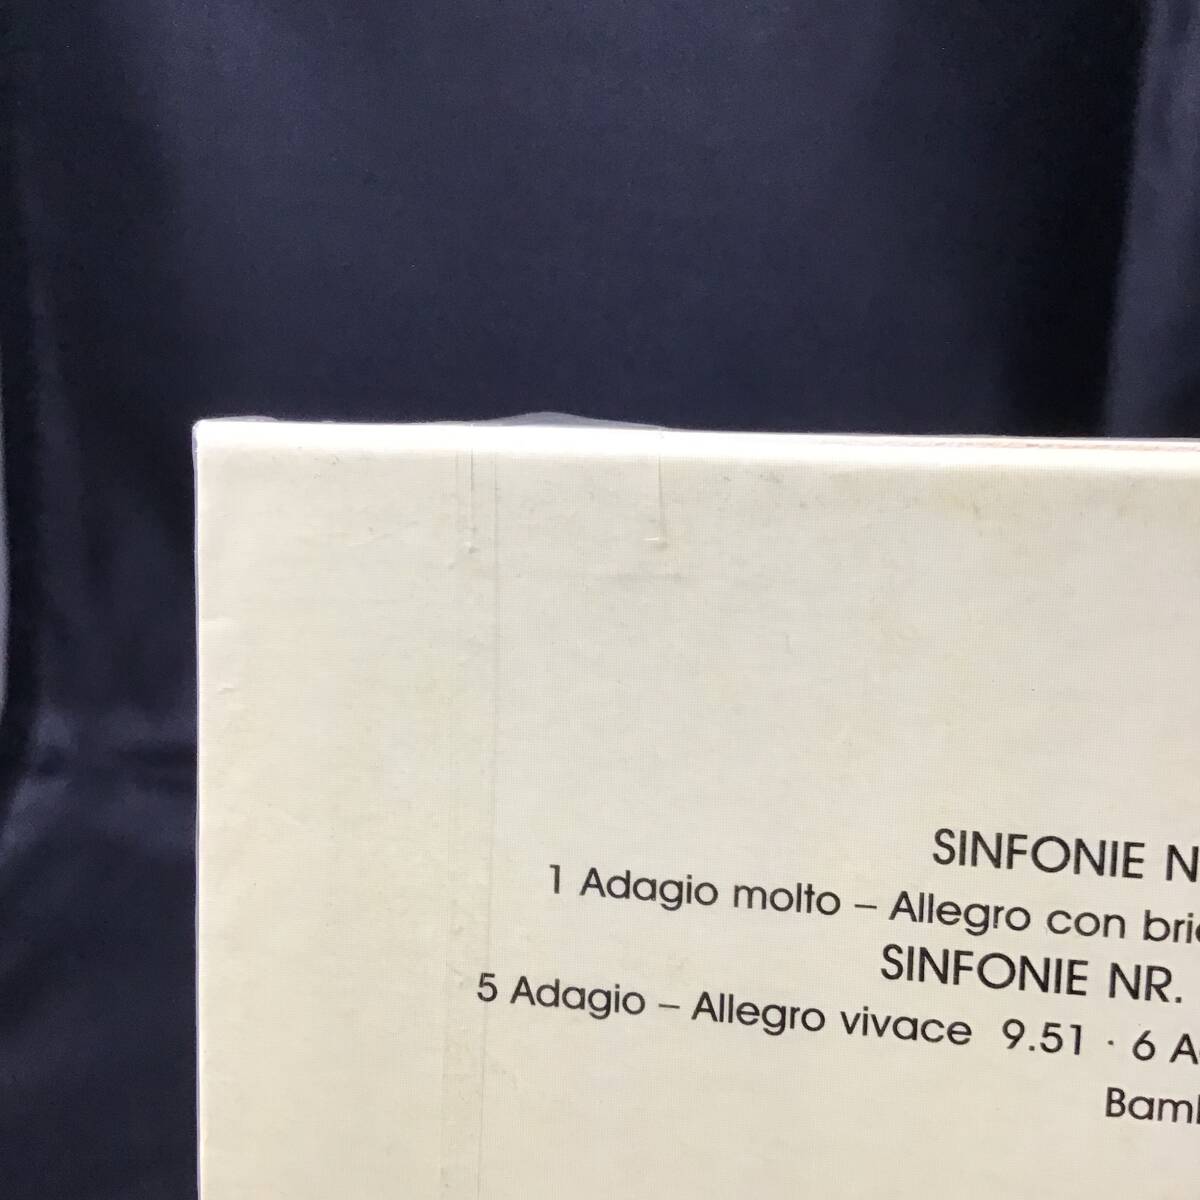 SINFONIE N
1 Adagio molto – Allegro con bri
SINFONIE NR.
5 Adagio – Allegro vivace 9.51 · 6 A
Bam